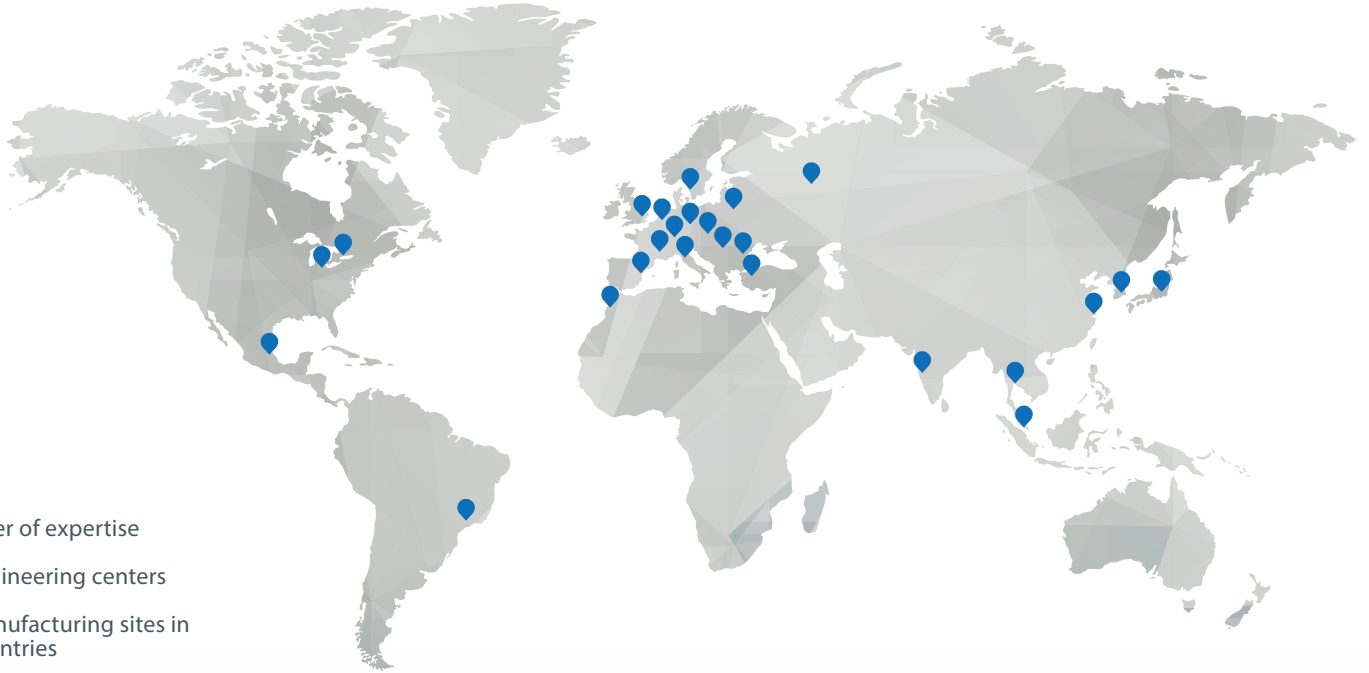 er of expertise
ineering centers
nufacturing sites in
ntries